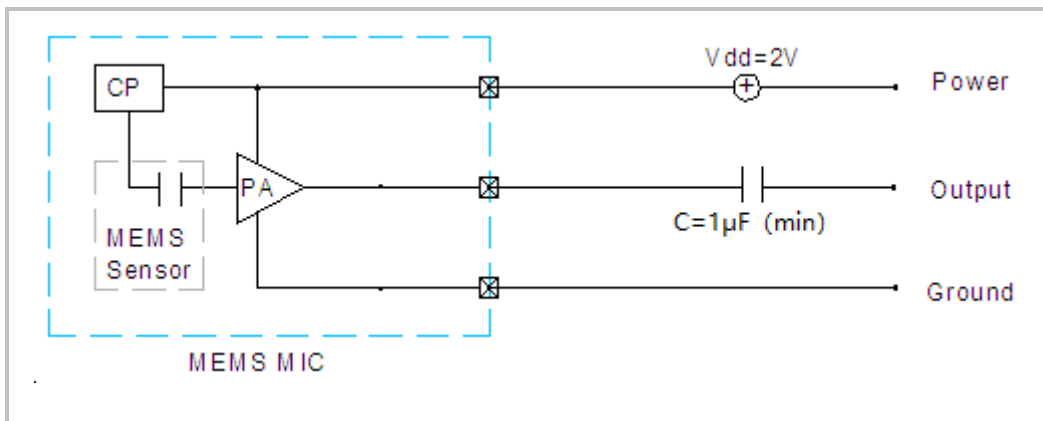 Vdd=2V
CP
Power
PA
Output
C=1μF (min)
MEMS
Sensor
Ground
MEMS MIC